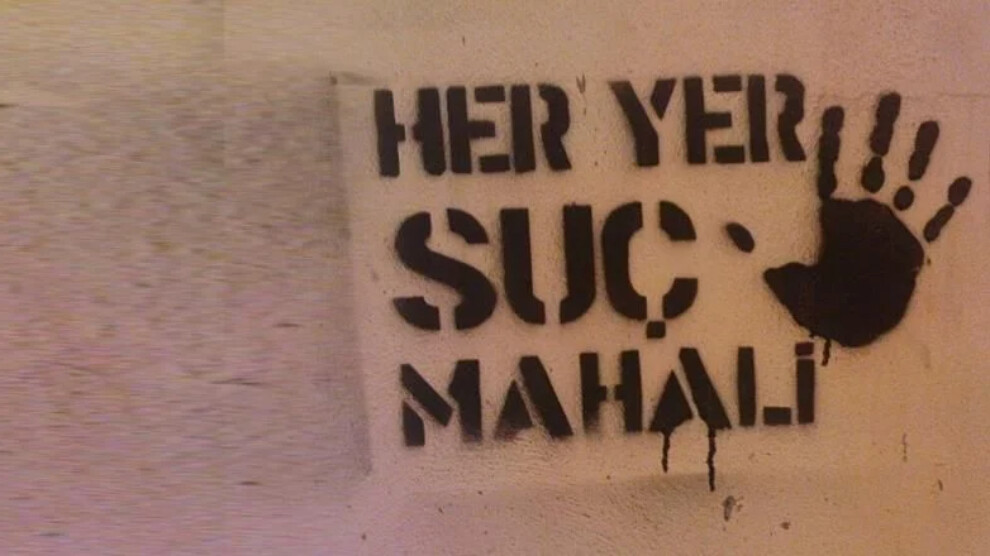 HER YER
SUÇ
MAHALİ